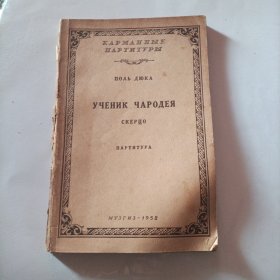 КАРМАННЫЕ
ПАРТИТУРЫ
ПОЛЬ ДЮКА
УЧЕНИК ЧАРОДЕЯ
СКЕРЦО
ПАРТИТУРА
МУЗГИЗ-1952